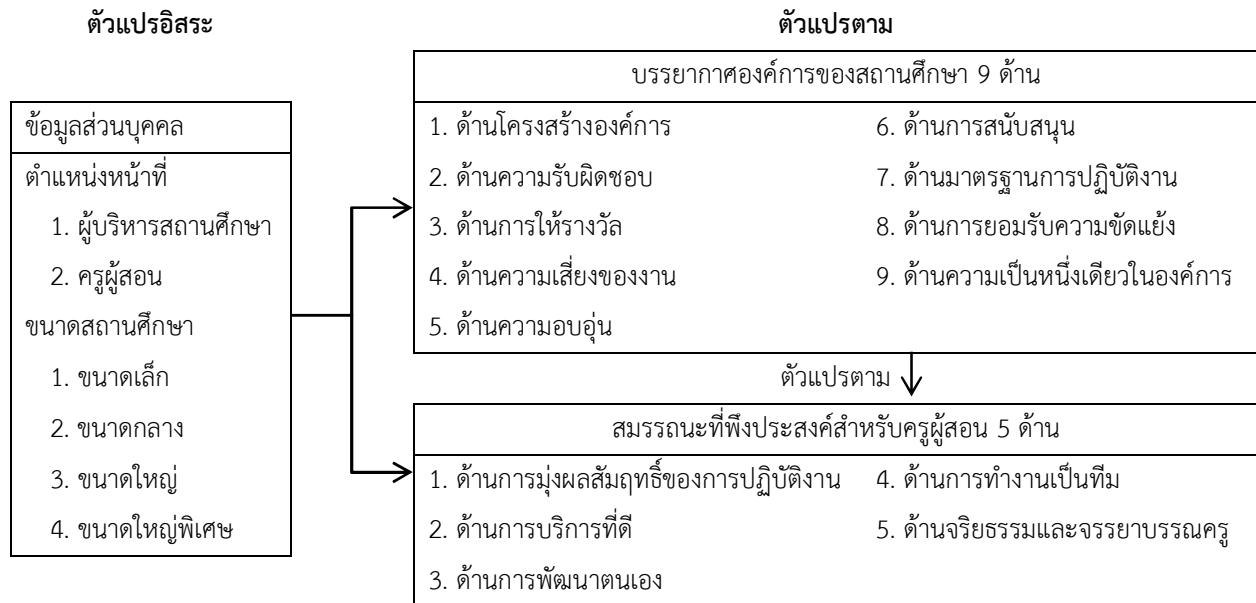 ตัวแปรอิสระ
ตัวแปรตาม
ข้อมูลส่วนบุคคล
ตำแหน่งหน้าที่
1. ผู้บริหารสถานศึกษา
2. ครูผู้สอน
ขนาดสถานศึกษา
1. ขนาดเล็ก
2. ขนาดกลาง
3. ขนาดใหญ่
4. ขนาดใหญ่พิเศษ
บรรยากาศองค์การของสถานศึกษา 9 ด้าน
1. ด้านโครงสร้างองค์การ
2. ด้านความรับผิดชอบ
3. ด้านการให้รางวัล
4. ด้านความเสี่ยงของงาน
5. ด้านความอบอุ่น
6. ด้านการสนับสนุน
7. ด้านมาตรฐานการปฏิบัติงาน
8. ด้านการยอมรับความขัดแย้ง
9. ด้านความเป็นหนึ่งเดียวในองค์การ
ตัวแปรตาม
สมรรถนะที่พึงประสงค์สำหรับครูผู้สอน 5 ด้าน
1. ด้านการมุ่งผลสัมฤทธิ์ของการปฏิบัติงาน
2. ด้านการบริการที่ดี
3. ด้านการพัฒนาตนเอง
4. ด้านการทำงานเป็นทีม
5. ด้านจริยธรรมและจรรยาบรรณครู